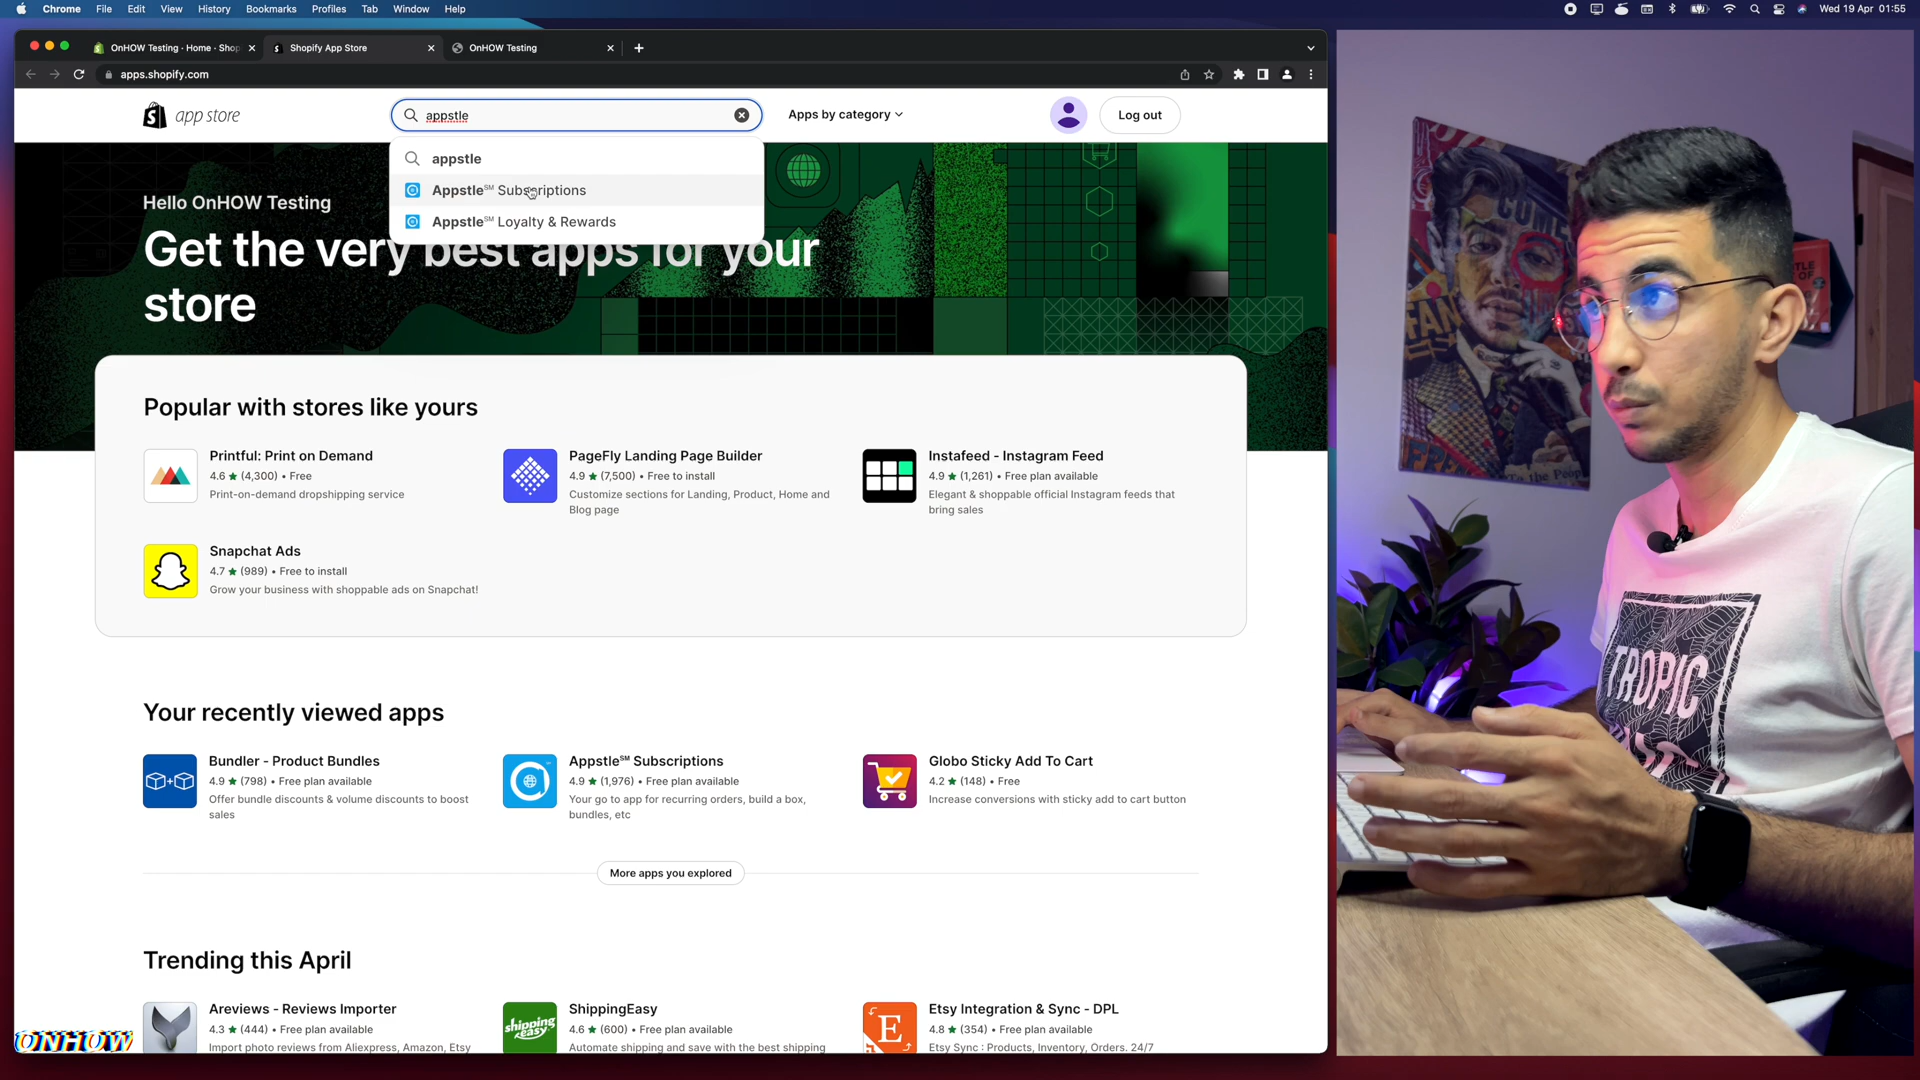 Chrome File Edit View History Bookmarks Profiles Tab Window Help
Wed 19 Apr 01:55
OnHOW Testing · Home · Shop
Shopify App Store
OnHOW Testing
apps.shopify.com
app store
appstle
Apps by category
Log out
appstle
Appstle℠ Subscriptions
Appstle℠ Loyalty & Rewards
Hello OnHOW Testing
Get the very best apps for your
store
Popular with stores like yours
Printful: Print on Demand
4.6 ★ (4,300) • Free
Print-on-demand dropshipping service
PageFly Landing Page Builder
4.9 ★ (7,500) • Free to install
Customize sections for Landing, Product, Home and
Blog page
Instafeed - Instagram Feed
4.9 ★ (1,261) • Free plan available
Elegant & shoppable official Instagram feeds that
bring sales
Snapchat Ads
4.7 ★ (989) • Free to install
Grow your business with shoppable ads on Snapchat!
Your recently viewed apps
Bundler - Product Bundles
4.9 ★ (798) • Free plan available
Offer bundle discounts & volume discounts to boost
sales
Appstle℠ Subscriptions
4.9 ★ (1,976) • Free plan available
Your go to app for recurring orders, build a box,
bundles, etc
Globo Sticky Add To Cart
4.2 ★ (148) • Free
Increase conversions with sticky add to cart button
More apps you explored
Trending this April
Areviews - Reviews Importer
4.3 ★ (444) • Free plan available
Import photo reviews from Aliexpress, Amazon, Etsy
shipping
easy
ShippingEasy
4.6 ★ (600) • Free plan available
Automate shipping and save with the best shipping
E
Etsy Integration & Sync - DPL
4.8 ★ (354) • Free plan available
Etsy Sync : Products, Inventory, Orders. 24/7
ONHOW
TROPIC